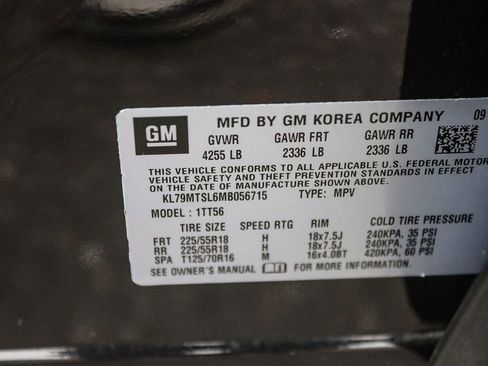 GM MFD BY GM KOREA COMPANY 09
GVWR GAWR FRT GAWR RR
4255 LB 2336 LB 2336 LB
THIS VEHICLE CONFORMS TO ALL APPLICABLE U.S. FEDERAL MOTOR
VEHICLE SAFETY AND THEFT PREVENTION STANDARDS IN EFFECT
ON THE DATE OF MANUFACTURE SHOWN ABOVE.
KL79MTSL6MB056715 TYPE: MPV
MODEL: 1TT56
TIRE SIZE SPEED RTG RIM COLD TIRE PRESSURE
FRT 225/55R18 H 18x7.5J 240KPA, 35 PSI
RR 225/55R18 H 18x7.5J 240KPA, 35 PSI
SPA T125/70R16 M 16x4.0BT 420KPA, 60 PSI
SEE OWNER'S MANUAL FOR MORE INFORMATION.